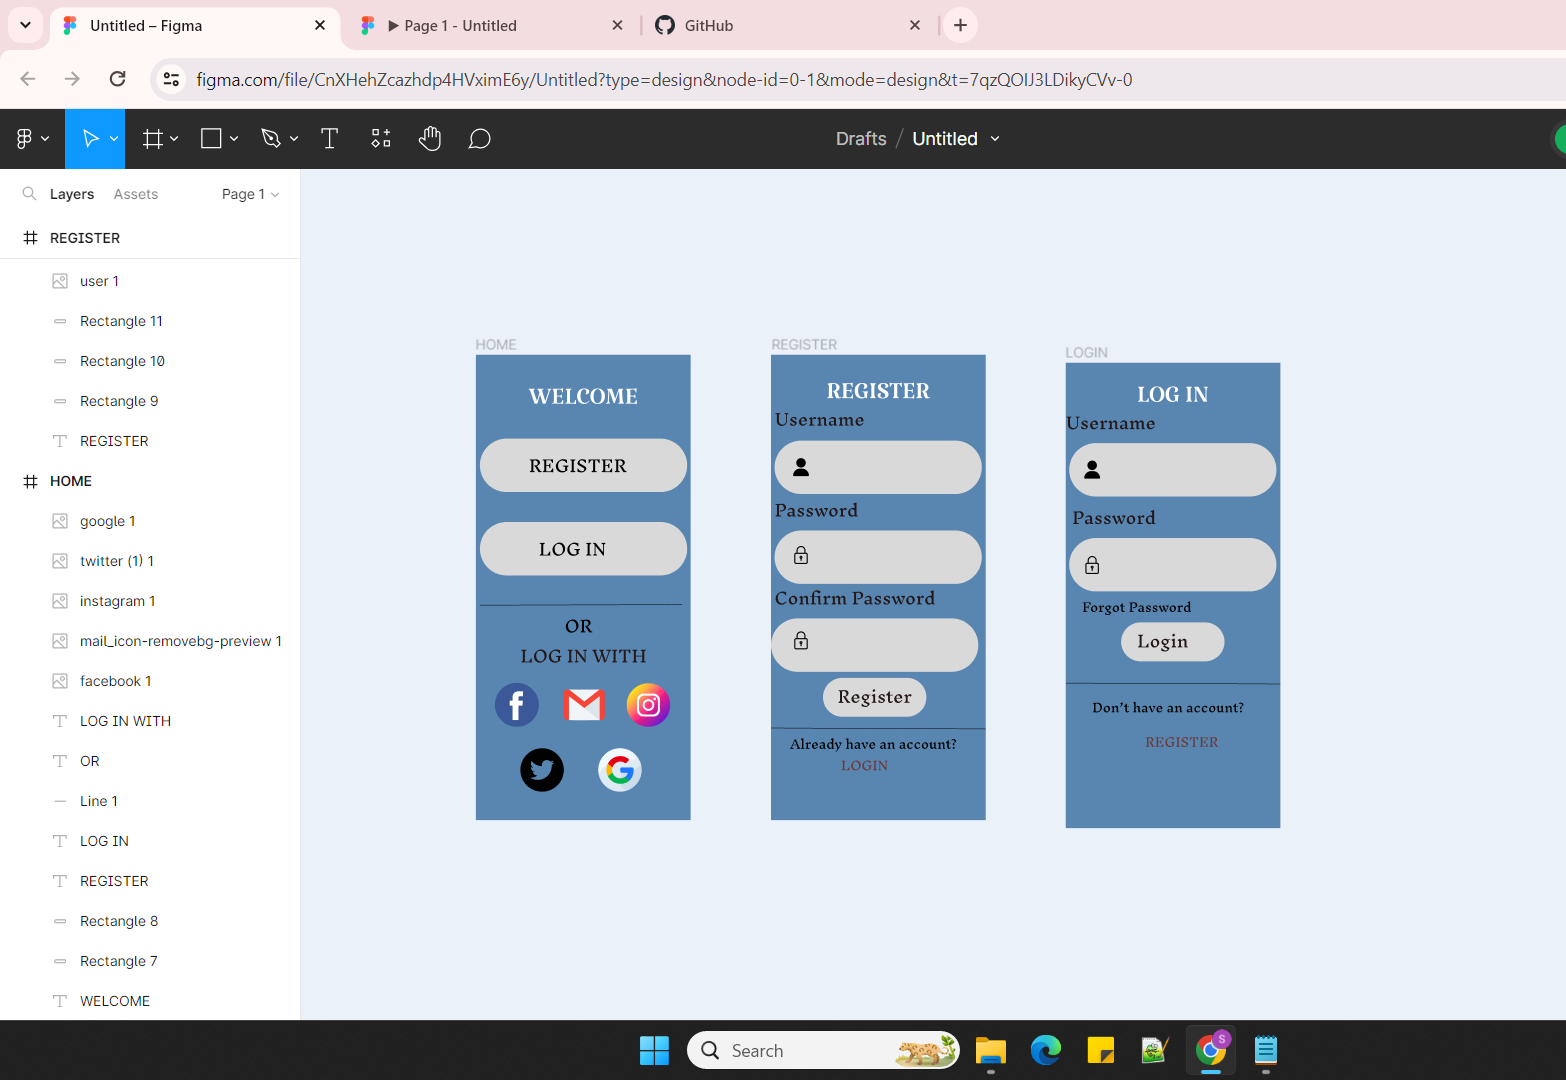 Untitled – Figma
Page 1 - Untitled
GitHub
figma.com/file/CnXHehZcazhdp4HVximE6y/Untitled?type=design&node-id=0-1&mode=design&t=7qzQOIJ3LDikyCVv-0
Drafts / Untitled
Layers
Assets
Page 1
REGISTER
user 1
Rectangle 11
Rectangle 10
Rectangle 9
REGISTER
HOME
google 1
twitter (1) 1
instagram 1
mail_icon-removebg-preview 1
facebook 1
LOG IN WITH
OR
Line 1
LOG IN
REGISTER
Rectangle 8
Rectangle 7
WELCOME
HOME
WELCOME
REGISTER
LOG IN
OR
LOG IN WITH
REGISTER
REGISTER
Username
Password
Confirm Password
Register
Already have an account?
LOGIN
LOGIN
LOG IN
Username
Password
Forgot Password
Login
Don't have an account?
REGISTER
Search
S